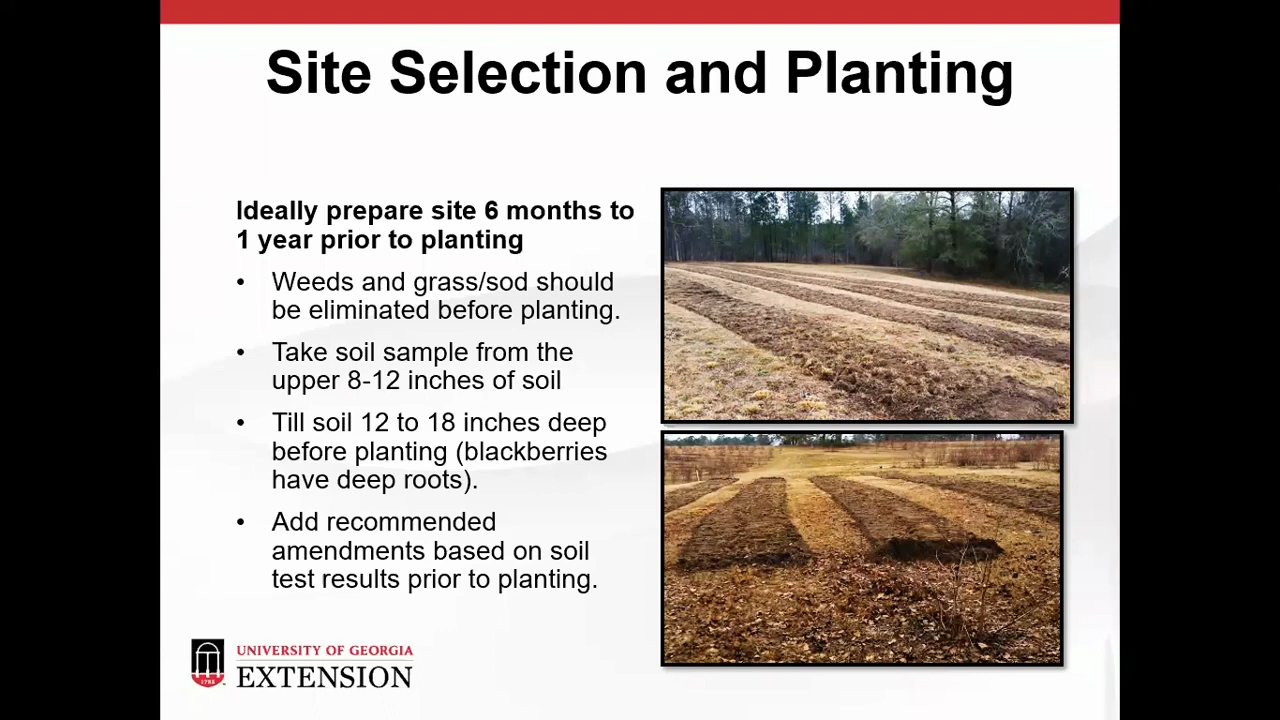 Site Selection and Planting
Ideally prepare site 6 months to
1 year prior to planting
• Weeds and grass/sod should
be eliminated before planting.
• Take soil sample from the
upper 8-12 inches of soil
• Till soil 12 to 18 inches deep
before planting (blackberries
have deep roots).
• Add recommended
amendments based on soil
test results prior to planting.
1785
UNIVERSITY OF GEORGIA
EXTENSION